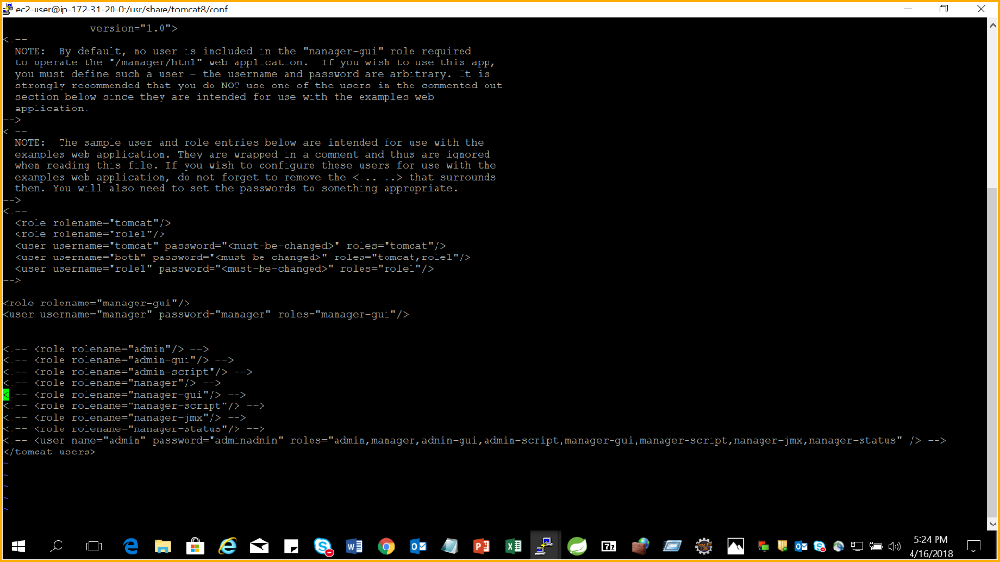 ec2-user@ip-172-31-20-0:/usr/share/tomcat8/conf
version="1.0">
<!--
NOTE:  By default, no user is included in the "manager-gui" role required
to operate the "/manager/html" web application.  If you wish to use this app,
you must define such a user - the username and password are arbitrary. It is
strongly recommended that you do NOT use one of the users in the commented out
section below since they are intended for use with the examples web
application.
-->
<!--
NOTE:  The sample user and role entries below are intended for use with the
examples web application. They are wrapped in a comment and thus are ignored
when reading this file. If you wish to configure these users for use with the
examples web application, do not forget to remove the <!.. ..> that surrounds
them. You will also need to set the passwords to something appropriate.
-->
<!--
<role rolename="tomcat"/>
<role rolename="role1"/>
<user username="tomcat" password="<must-be-changed>" roles="tomcat"/>
<user username="both" password="<must-be-changed>" roles="tomcat,role1"/>
<user username="role1" password="<must-be-changed>" roles="role1"/>
-->
<role rolename="manager-gui"/>
<user username="manager" password="manager" roles="manager-gui"/>
<!-- <role rolename="admin"/> -->
<!-- <role rolename="admin-gui"/> -->
<!-- <role rolename="admin-script"/> -->
<!-- <role rolename="manager"/> -->
<!-- <role rolename="manager-gui"/> -->
<!-- <role rolename="manager-script"/> -->
<!-- <role rolename="manager-jmx"/> -->
<!-- <role rolename="manager-status"/> -->
<!-- <user name="admin" password="adminadmin" roles="admin,manager,admin-gui,admin-script,manager-gui,manager-script,manager-jmx,manager-status" /> -->
</tomcat-users>
~
~
~
~
~
5:24 PM
4/16/2018